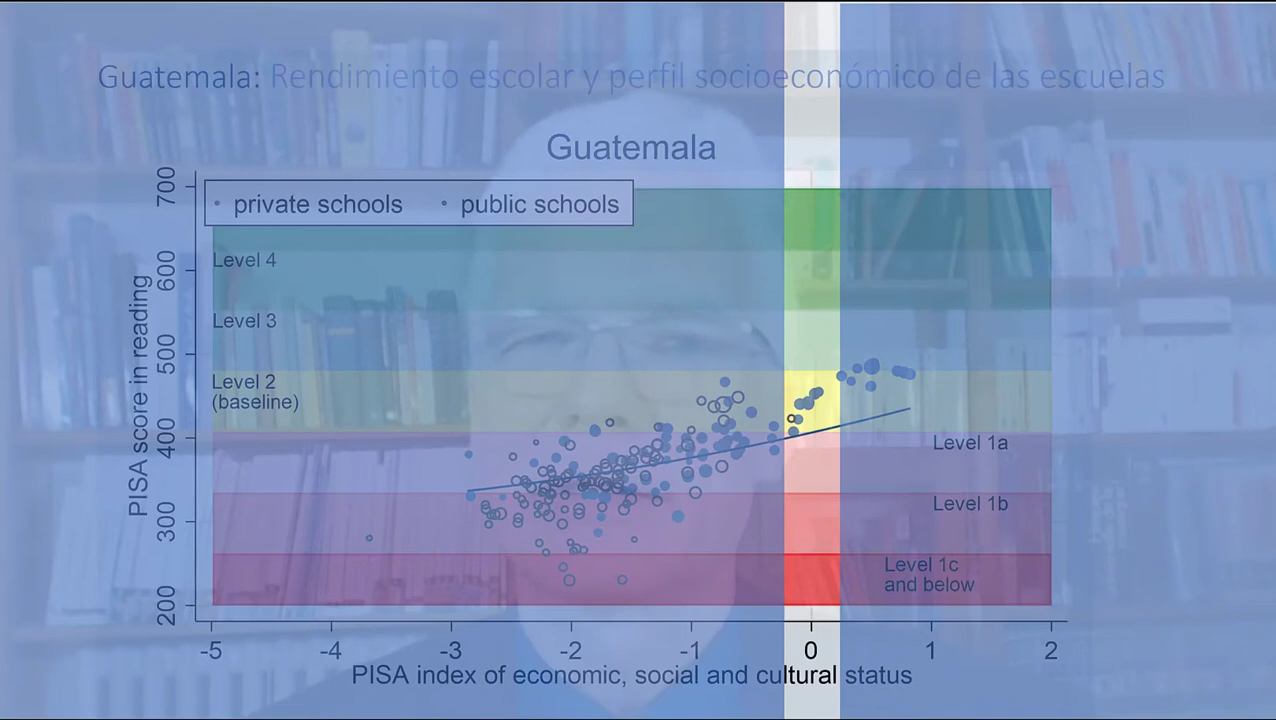 Guatemala: Rendimiento escolar y perfil socioeconómico de las escuelas
Guatemala
private schools public schools
PISA score in reading
700
600
500
400
300
200
Level 4
Level 3
Level 2
(baseline)
Level 1a
Level 1b
Level 1c
and below
-5 -4 -3 -2 -1 0 1 2
PISA index of economic, social and cultural status